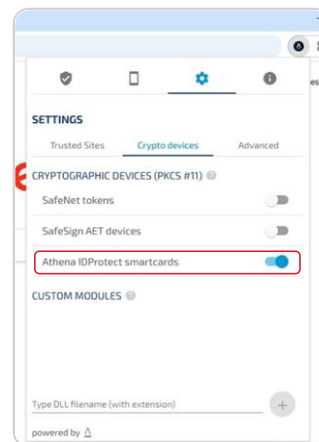 SETTINGS
Trusted Sites Crypto devices Advanced
CRYPTOGRAPHIC DEVICES (PKCS #11)
SafeNet tokens
SafeSign AET devices
Athena IDProtect smartcards
CUSTOM MODULES
Type DLL filename (with extension)
powered by